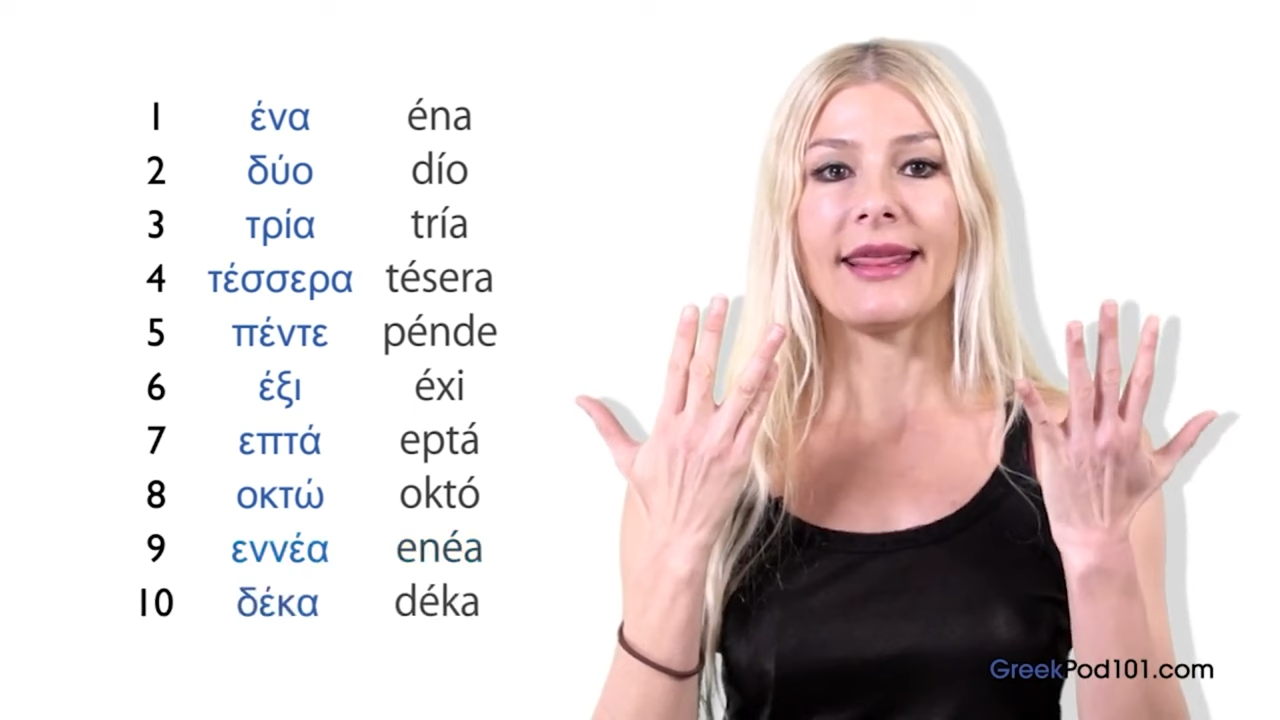 1 ένα éna
2 δύο dío
3 τρία tría
4 τέσσερα tésera
5 πέντε pénde
6 έξι éxi
7 επτά eptá
8 οκτώ októ
9 εννέα enéa
10 δέκα déka
GreekPod101.com